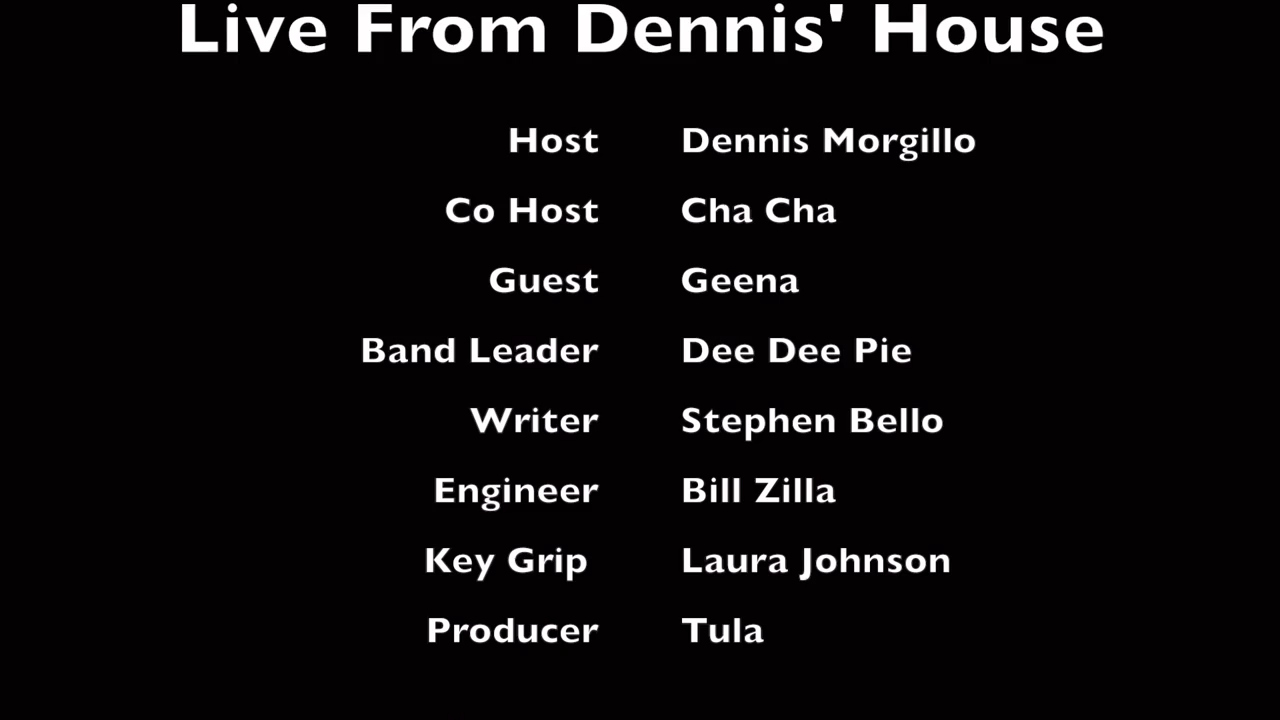 Live From Dennis' House
Host Dennis Morgillo
Co Host Cha Cha
Guest Geena
Band Leader Dee Dee Pie
Writer Stephen Bello
Engineer Bill Zilla
Key Grip Laura Johnson
Producer Tula